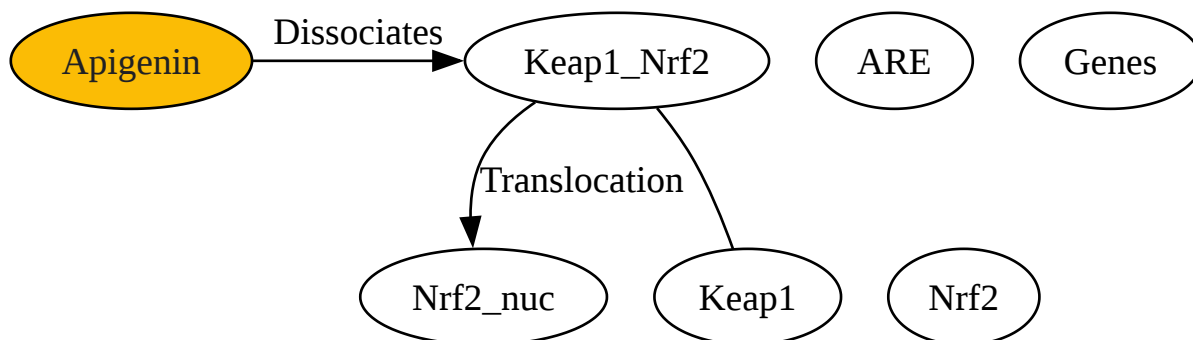 Dissociates
Apigenin
Keap1_Nrf2
ARE
Genes
Translocation
Nrf2_nuc
Keap1
Nrf2